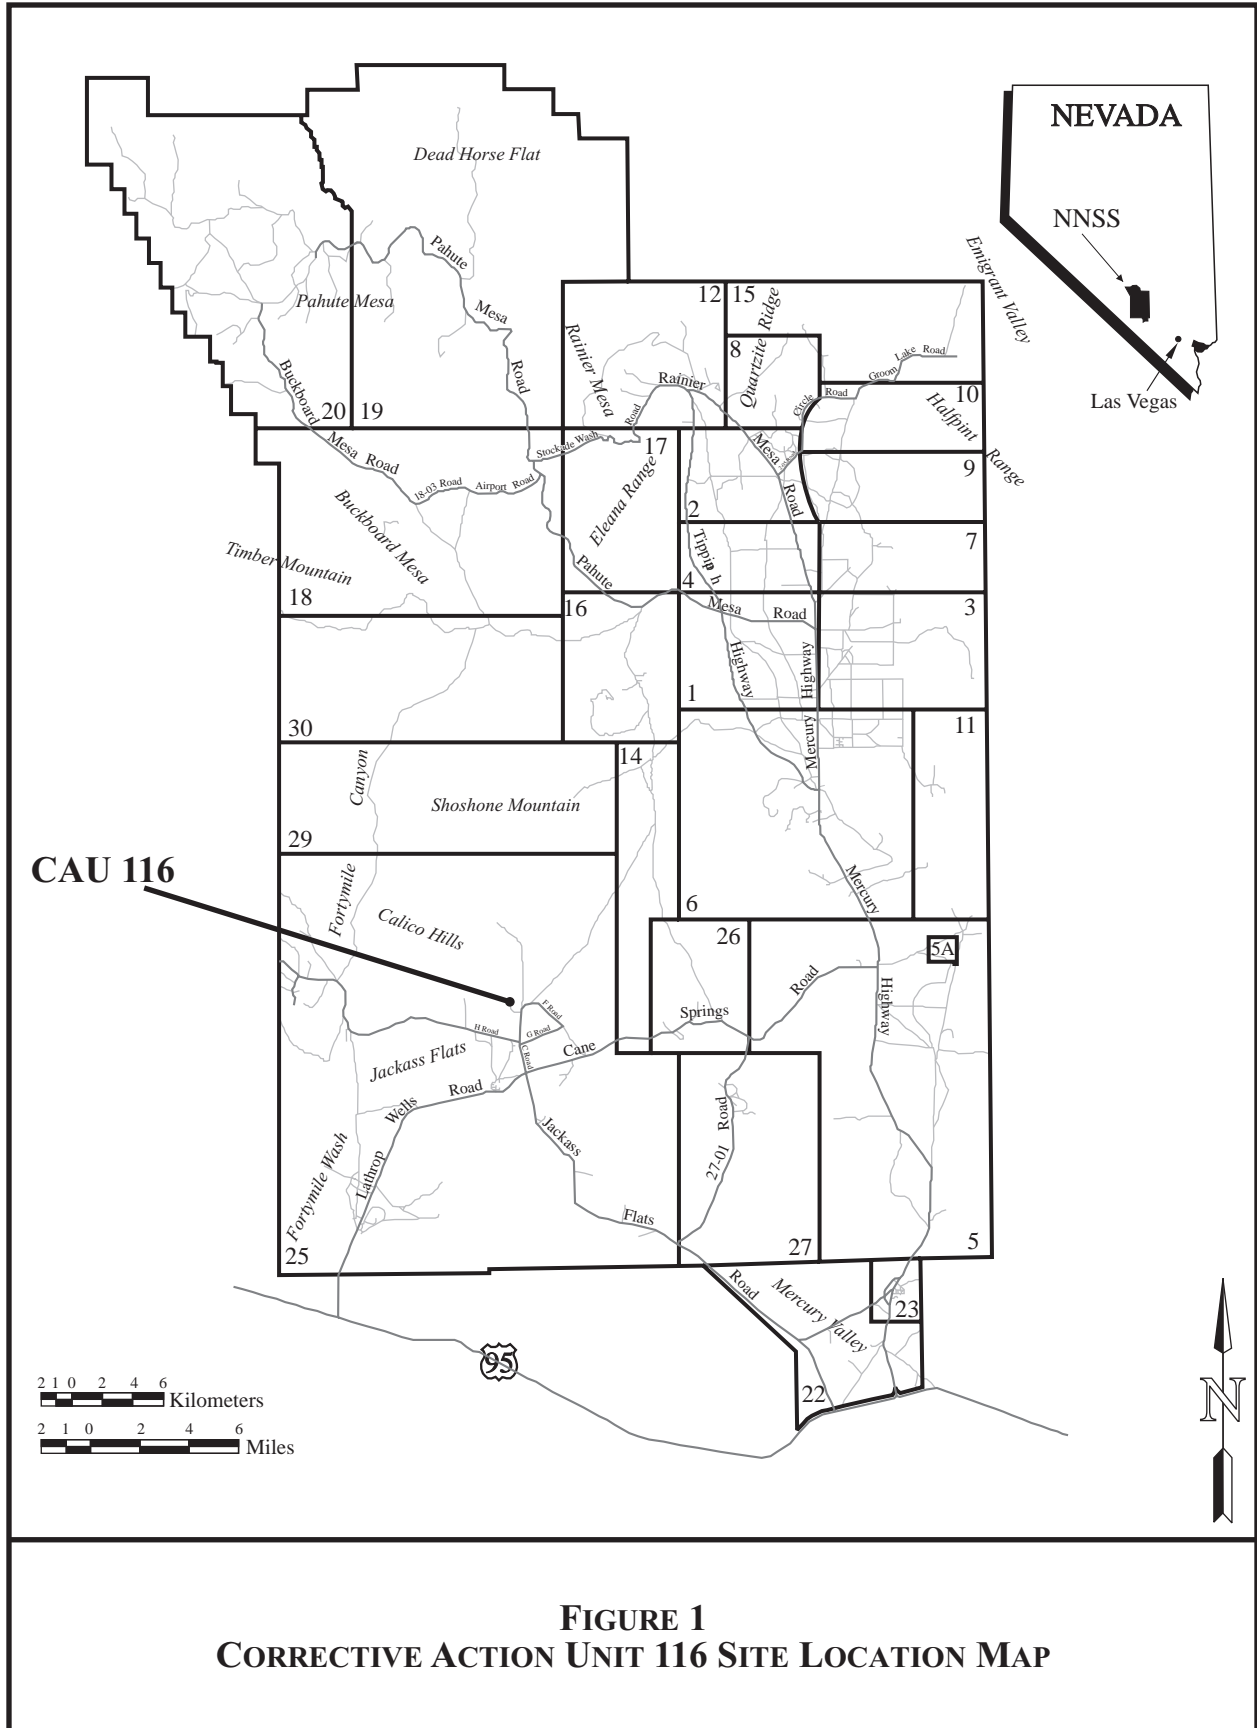 NEVADA
NNSS
Las Vegas
Emigrant Valley
Dead Horse Flat
Pahute
Mesa
Road
Pahute Mesa
12
15
Quartzite Ridge
8
Rainier Mesa
Rainier
Mesa
Road
Groom
Lake
Road
Circle
Road
10
Halfpint
Range
Buckboard
Mesa
Road
20
19
Stockade Wash
Road
17
9
18-03 Road
Airport
Road
Eleana Range
Buckboard Mesa
Timber Mountain
2
Tippip h
Highway
7
Pahute
Mesa
Road
4
18
16
3
Mercury
Highway
1
30
11
14
Canyon
Shoshone Mountain
29
CAU 116
Fortymile
Calico Hills
Mercury
Highway
6
26
5A
Road
Springs
Cane
F Road
G Road
H Road
C Road
Jackass Flats
Road
Wells
Lathrop
Fortymile Wash
Jackass
Flats
Road
27-01
Road
25
27
5
Mercury Valley
23
22
95
2 1 0 2 4 6
Kilometers
2 1 0 2 4 6
Miles
N
FIGURE 1
CORRECTIVE ACTION UNIT 116 SITE LOCATION MAP